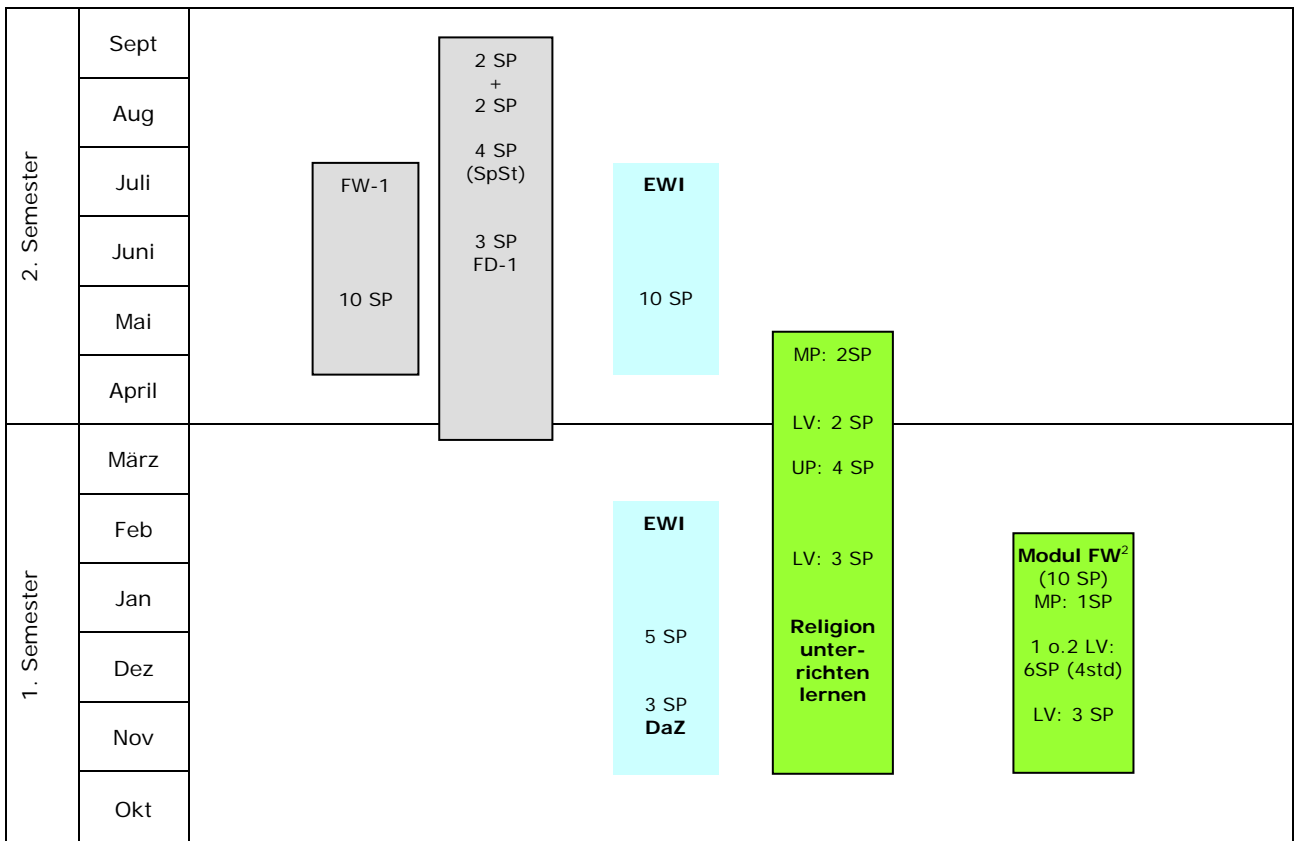 2. Semester
Sept
Aug
Juli
Juni
Mai
April
FW-1
10 SP
2 SP
+
2 SP
4 SP
(SpSt)
3 SP
FD-1
EWI
10 SP
1. Semester
März
Feb
Jan
Dez
Nov
Okt
EWI
5 SP
3 SP
DaZ
MP: 2SP
LV: 2 SP
UP: 4 SP
LV: 3 SP
Religion
unter-
richten
lernen
Modul FW²
(10 SP)
MP: 1SP
1 o.2 LV:
6SP (4std)
LV: 3 SP